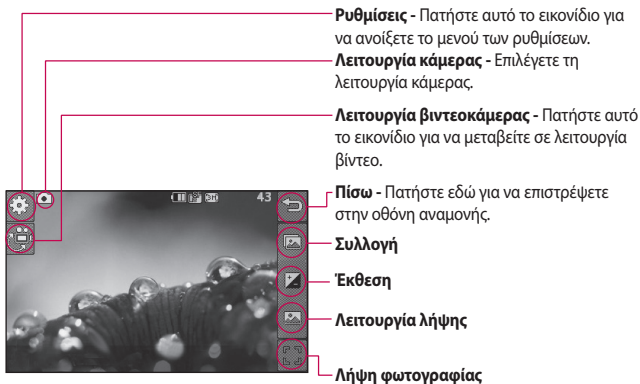 Ρυθμίσεις - Πατήστε αυτό το εικονίδιο για
να ανοίξετε το μενού των ρυθμίσεων.
Λειτουργία κάμερας - Επιλέγετε τη
λειτουργία κάμερας.
Λειτουργία βιντεοκάμερας - Πατήστε αυτό
το εικονίδιο για να μεταβείτε σε λειτουργία
βίντεο.
Πίσω - Πατήστε εδώ για να επιστρέψετε
στην οθόνη αναμονής.
43
Συλλογή
Έκθεση
Λειτουργία λήψης
Λήψη φωτογραφίας